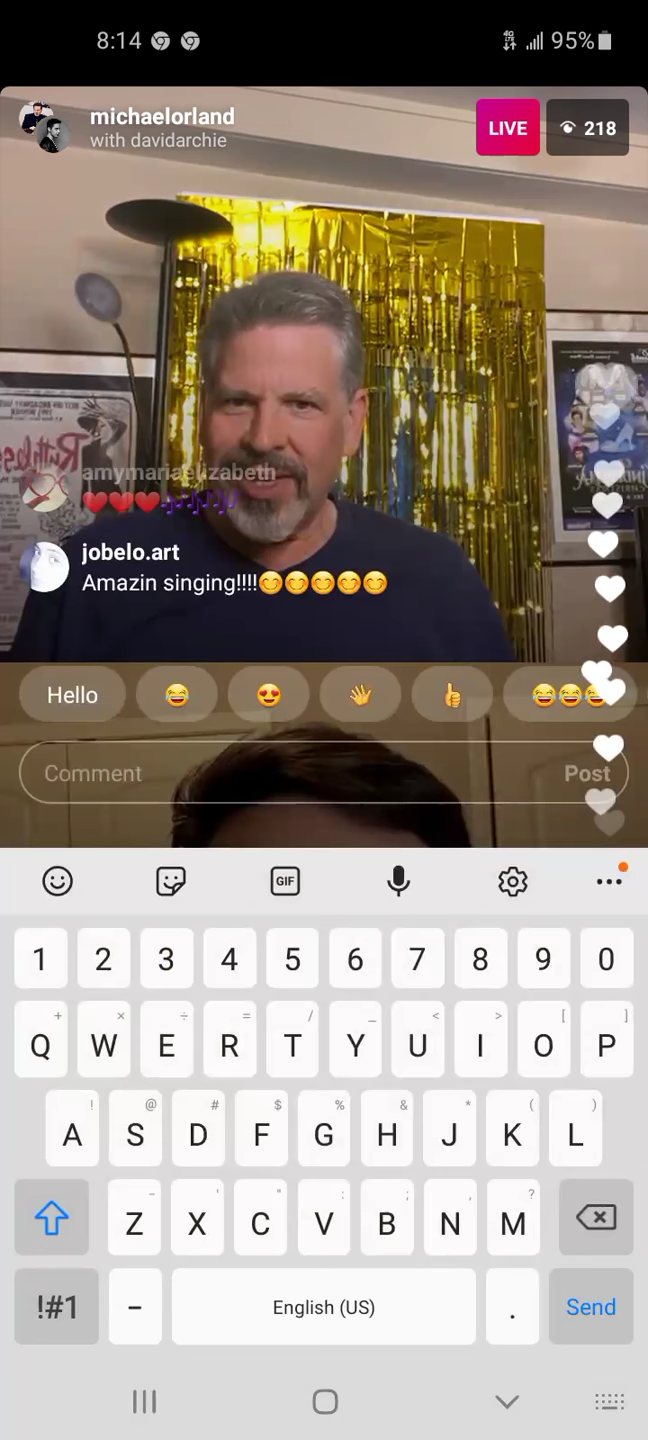 8:14 95%
michaelorland
with davidarchie
LIVE 218
amymariaelizabeth
❤️❤️❤️🎶🎶🎶
jobelo.art
Amazin singing!!!!😊😊😊😊😊
Hello 😂 😍 👋 👍 😂😂😂
Comment Post
GIF
1 2 3 4 5 6 7 8 9 0
+ × ÷ = / _ < > [ ]
Q W E R T Y U I O P
! @ # $ % & * ( )
A S D F G H J K L
- ' " : ; , ?
Z X C V B N M
!#1 - English (US) . Send